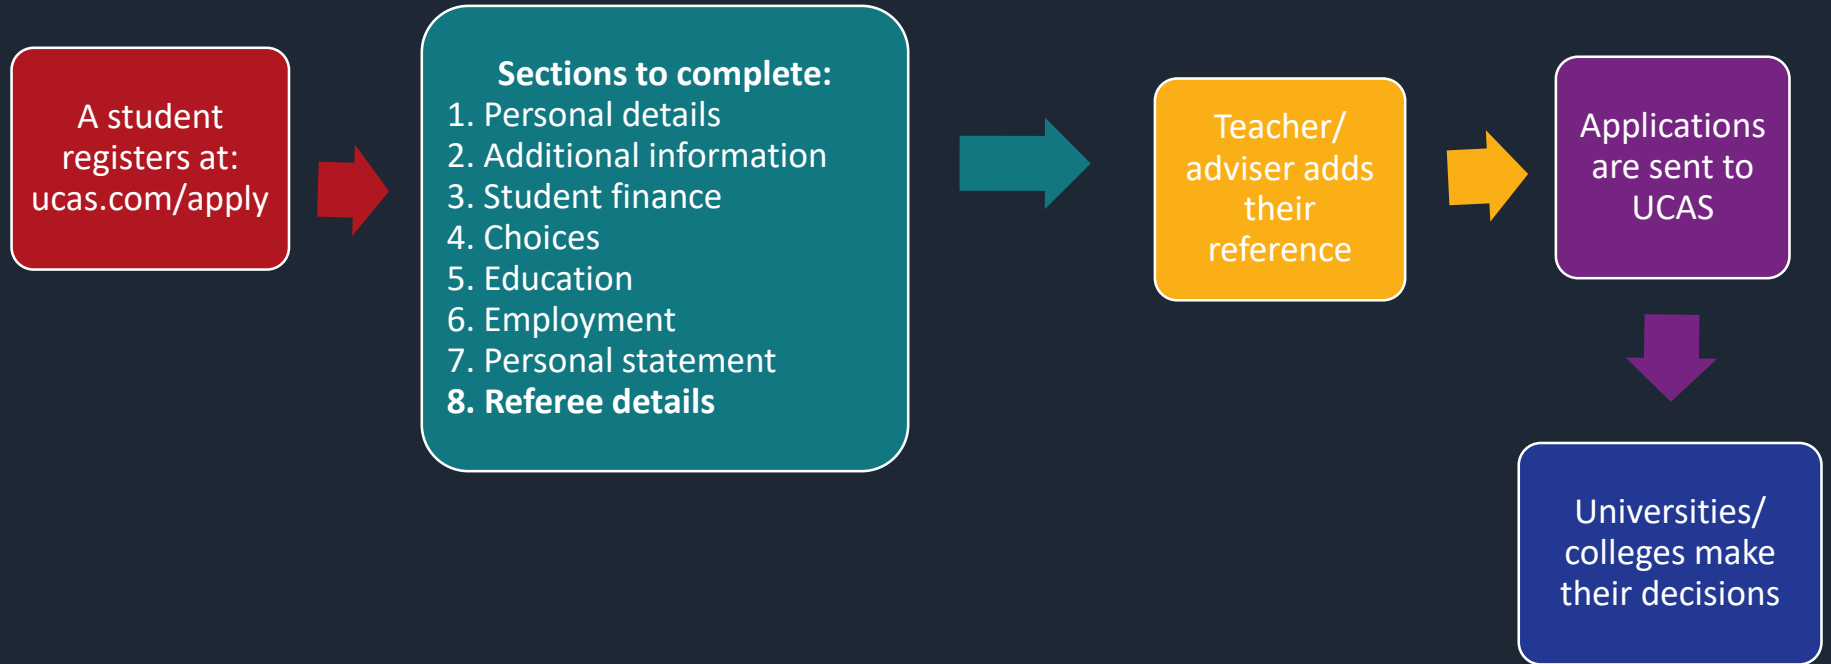 A student
registers at:
ucas.com/apply
Sections to complete:
1. Personal details
2. Additional information
3. Student finance
4. Choices
5. Education
6. Employment
7. Personal statement
8. Referee details
Teacher/
adviser adds
their
reference
Applications
are sent to
UCAS
Universities/
colleges make
their decisions